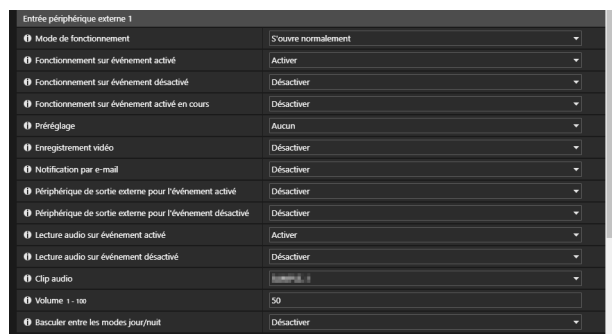 Entrée périphérique externe 1
Mode de fonctionnement S'ouvre normalement
Fonctionnement sur événement activé Activer
Fonctionnement sur événement désactivé Désactiver
Fonctionnement sur événement activé en cours Désactiver
Préréglage Aucun
Enregistrement vidéo Désactiver
Notification par e-mail Désactiver
Périphérique de sortie externe pour l'événement activé Désactiver
Périphérique de sortie externe pour l'événement désactivé Désactiver
Lecture audio sur événement activé Activer
Lecture audio sur événement désactivé Désactiver
Clip audio
Volume 1 - 100 50
Basculer entre les modes jour/nuit Désactiver